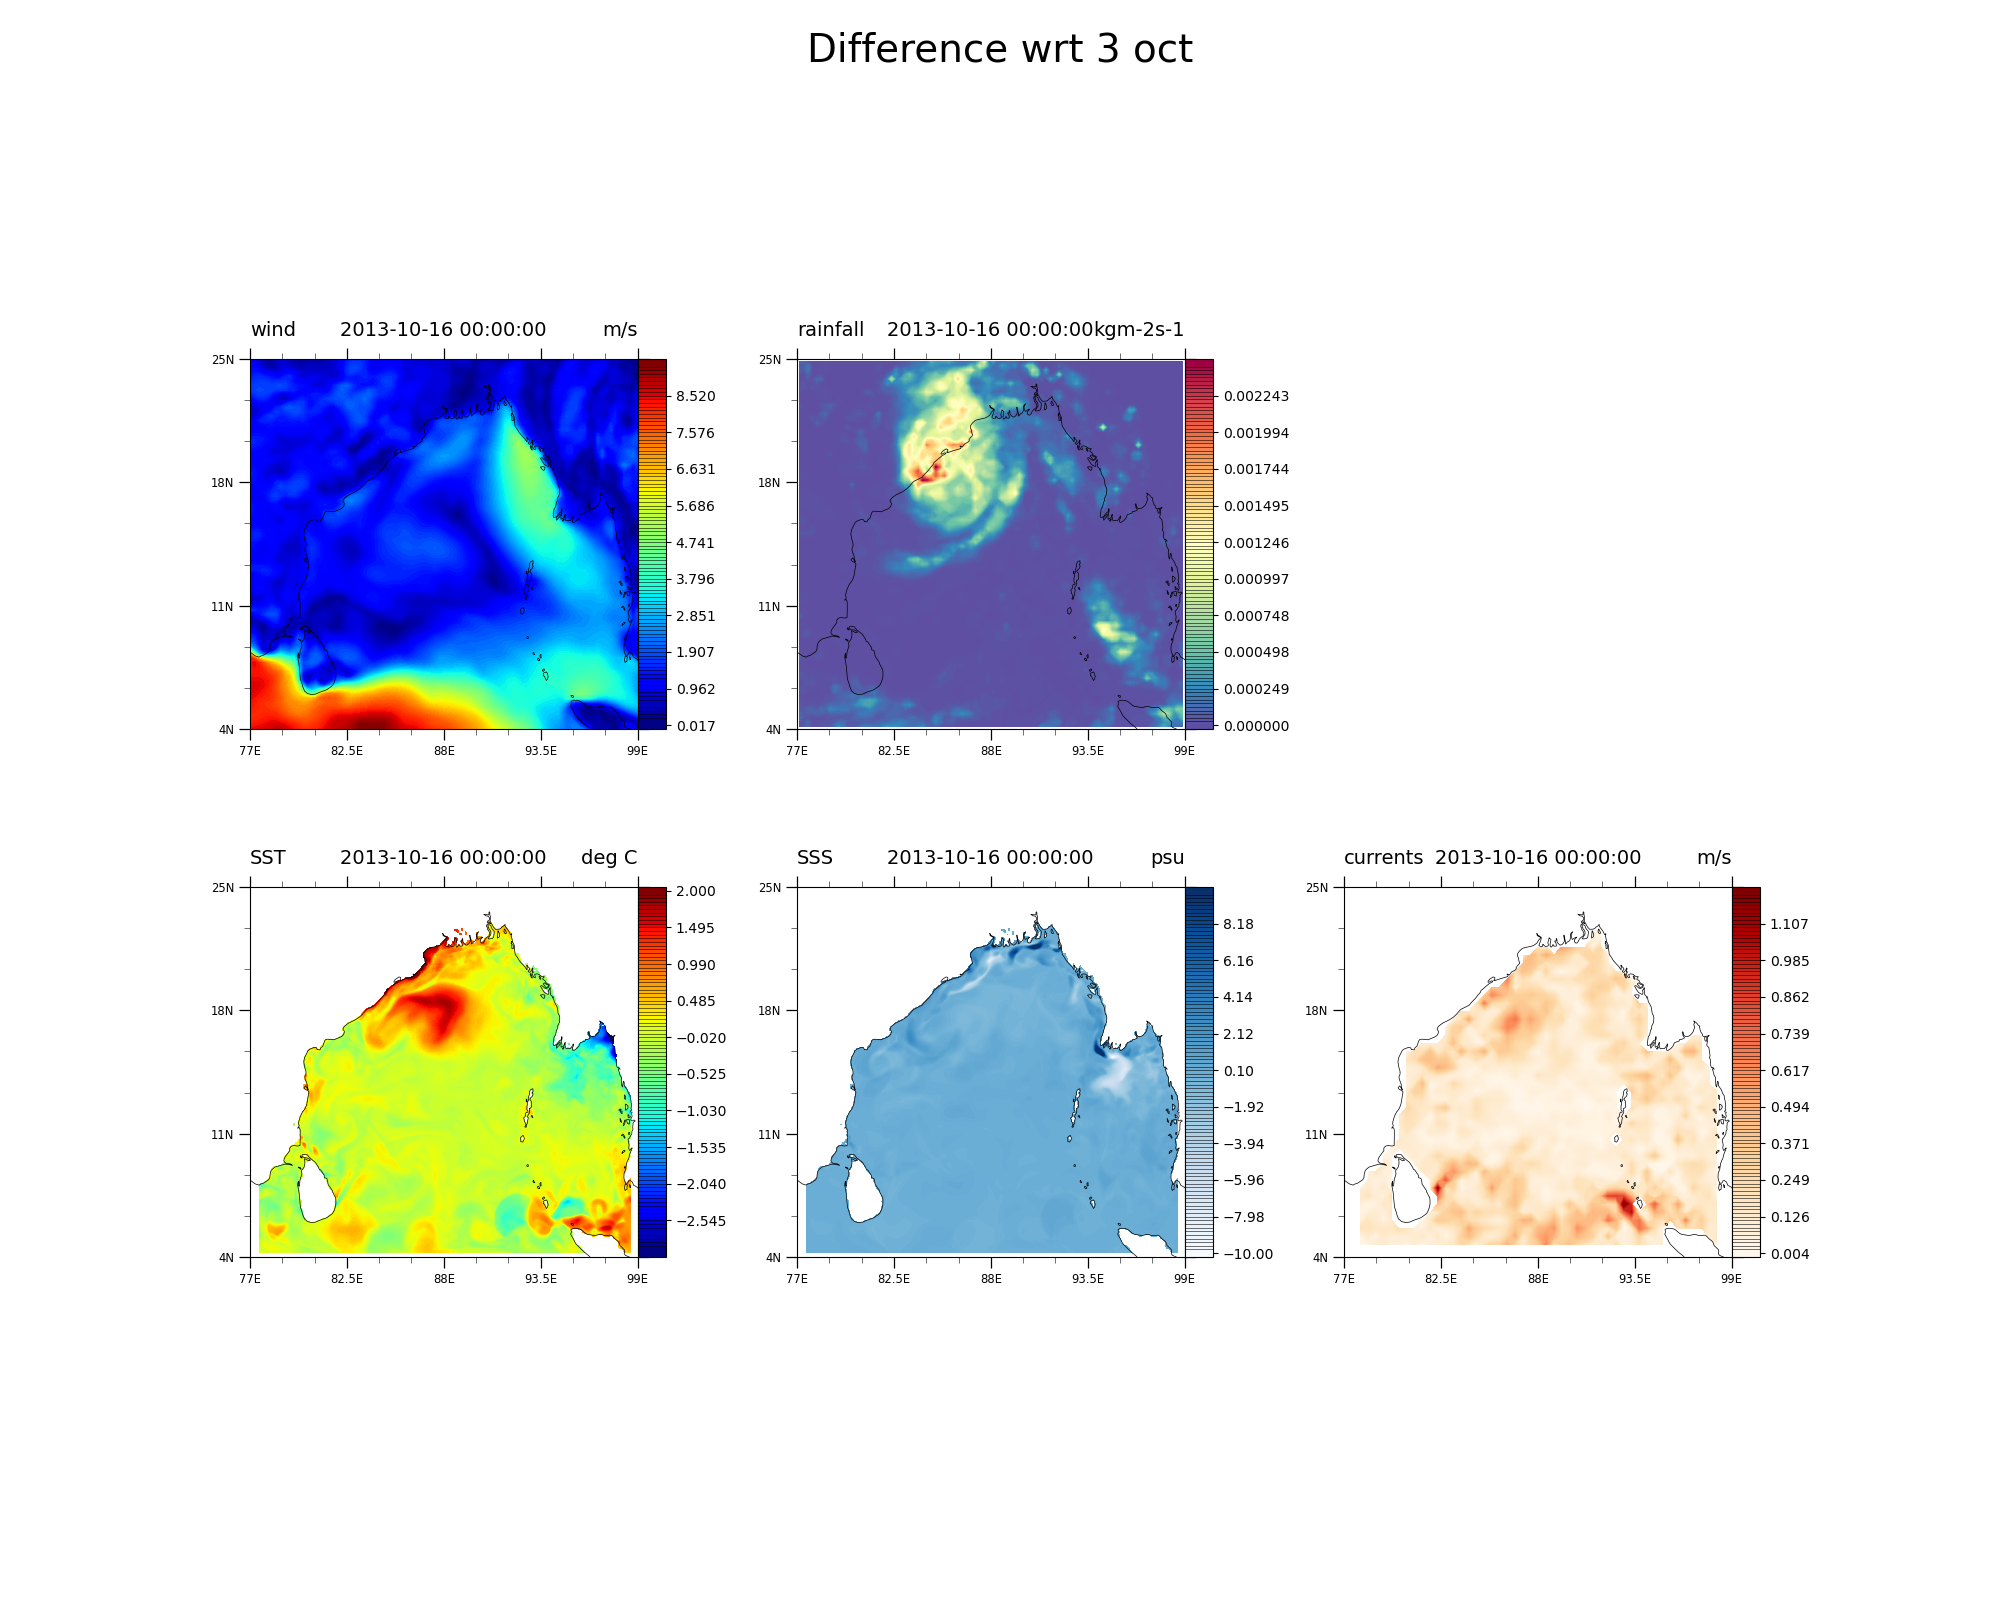 Difference wrt 3 oct
wind 2013-10-16 00:00:00 m/s
25N
18N
11N
4N
77E 82.5E 88E 93.5E 99E
8.520
7.576
6.631
5.686
4.741
3.796
2.851
1.907
0.962
0.017
rainfall 2013-10-16 00:00:00kgm-2s-1
25N
18N
11N
4N
77E 82.5E 88E 93.5E 99E
0.002243
0.001994
0.001744
0.001495
0.001246
0.000997
0.000748
0.000498
0.000249
0.000000
SST 2013-10-16 00:00:00 deg C
25N
18N
11N
4N
77E 82.5E 88E 93.5E 99E
2.000
1.495
0.990
0.485
−0.020
−0.525
−1.030
−1.535
−2.040
−2.545
SSS 2013-10-16 00:00:00 psu
25N
18N
11N
4N
77E 82.5E 88E 93.5E 99E
8.18
6.16
4.14
2.12
0.10
−1.92
−3.94
−5.96
−7.98
−10.00
currents 2013-10-16 00:00:00 m/s
25N
18N
11N
4N
77E 82.5E 88E 93.5E 99E
1.107
0.985
0.862
0.739
0.617
0.494
0.371
0.249
0.126
0.004